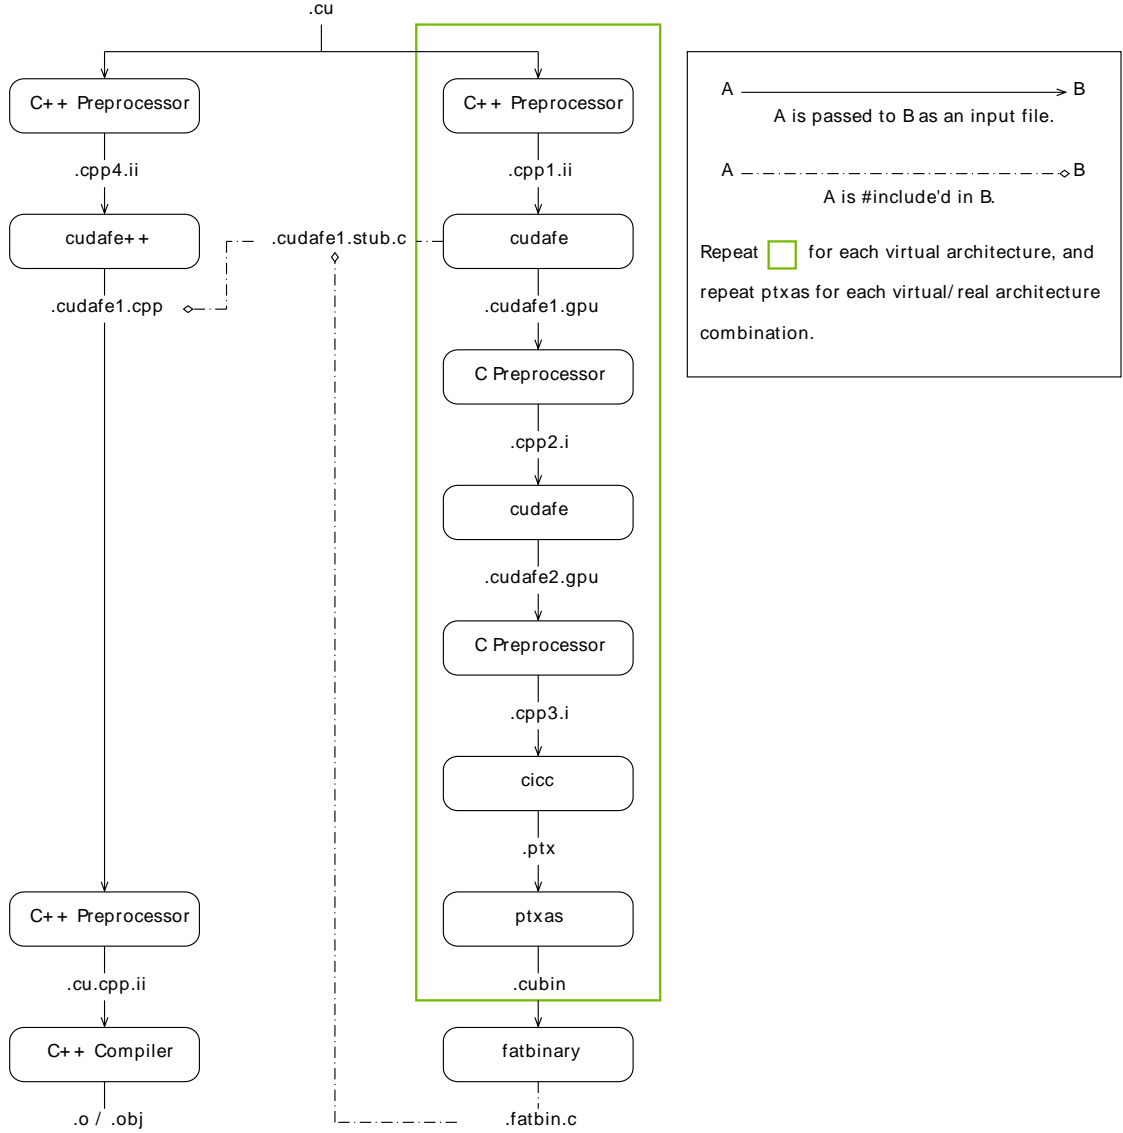 .cu
C++ Preprocessor
C++ Preprocessor
.cpp4.ii
.cpp1.ii
cudafe++
.cudafe1.stub.c
cudafe
.cudafe1.cpp
.cudafe1.gpu
C Preprocessor
.cpp2.i
cudafe
.cudafe2.gpu
C Preprocessor
.cpp3.i
cicc
.ptx
C++ Preprocessor
ptxas
.cu.cpp.ii
.cubin
C++ Compiler
fatbinary
.o / .obj
.fatbin.c
A B
A is passed to B as an input file.
A B
A is #include'd in B.
Repeat for each virtual architecture, and
repeat ptxas for each virtual/real architecture
combination.